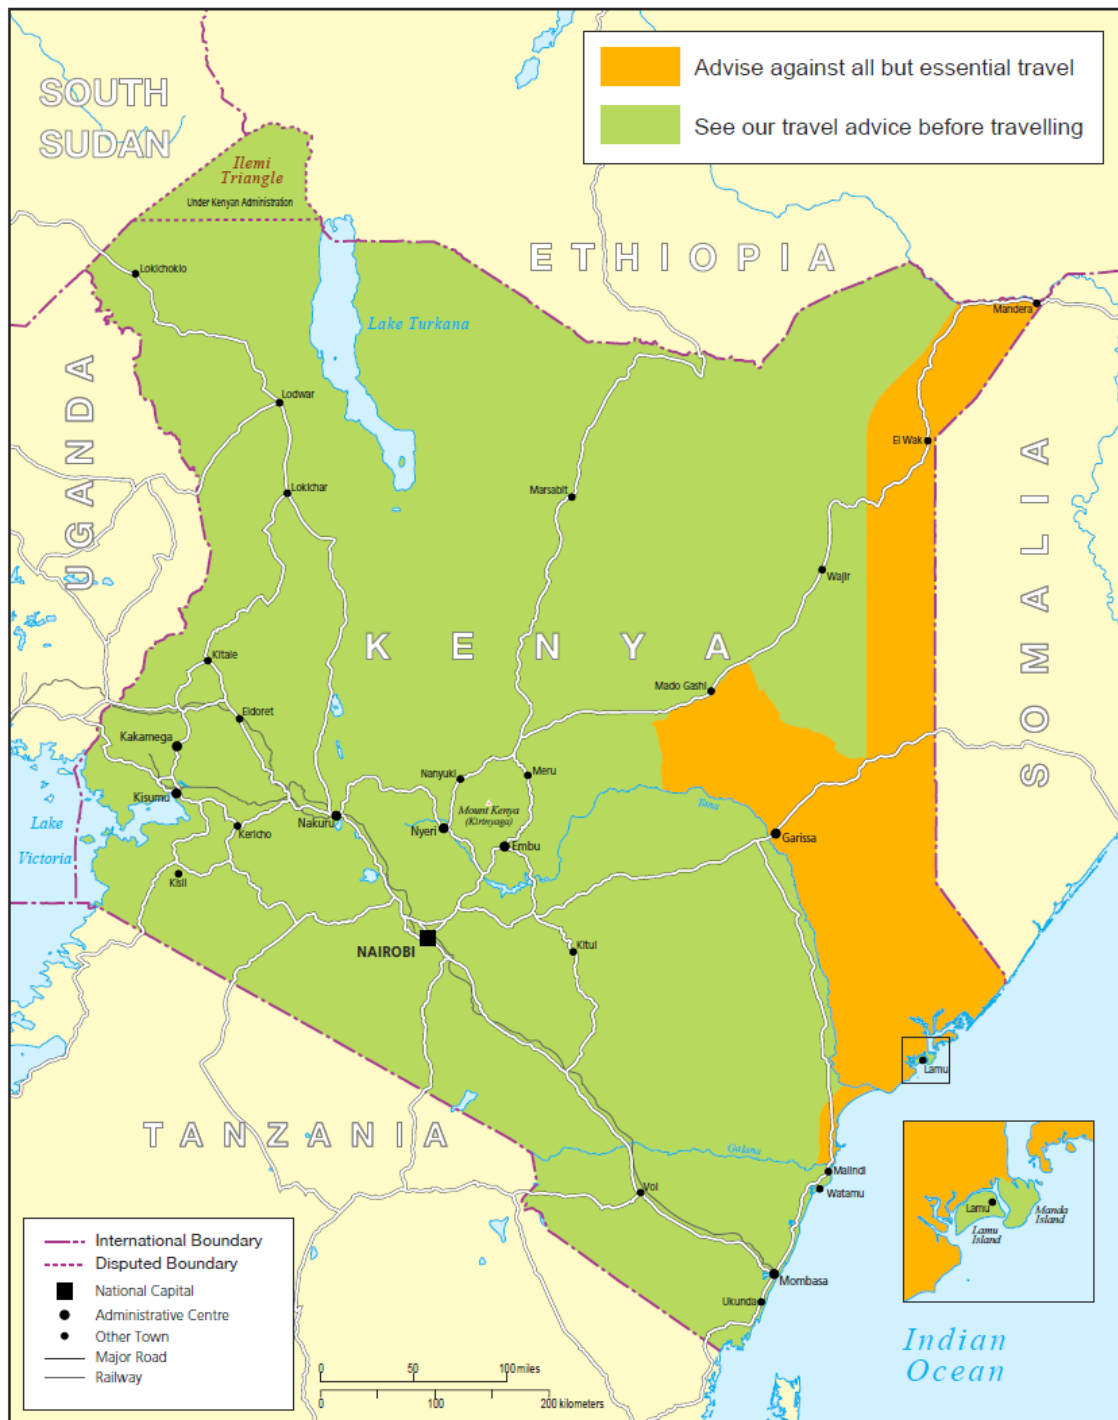 Advise against all but essential travel
See our travel advice before travelling
SOUTH
SUDAN
Ilemi
Triangle
Under Kenyan Administration
ETHIOPIA
Lokichokio
Mandera
Lake Turkana
UGANDA
Lodwar
El Wak
SOMALIA
Lokichar
Marsabit
Wajir
KENYA
Kitale
Mado Gashi
Eldoret
Kakamega
Nanyuki
Meru
Kisumu
Mount Kenya
(Kirinyaga)
Tana
Lake
Victoria
Nakuru
Kericho
Nyeri
Garissa
Embu
Kisii
NAIROBI
Kitui
Lamu
TANZANIA
Galana
Malindi
Watamu
Voi
Lamu
Lamu
Island
Manda
Island
Mombasa
Ukunda
Indian
Ocean
International Boundary
Disputed Boundary
National Capital
Administrative Centre
Other Town
Major Road
Railway
0 50 100 miles
0 100 200 kilometers